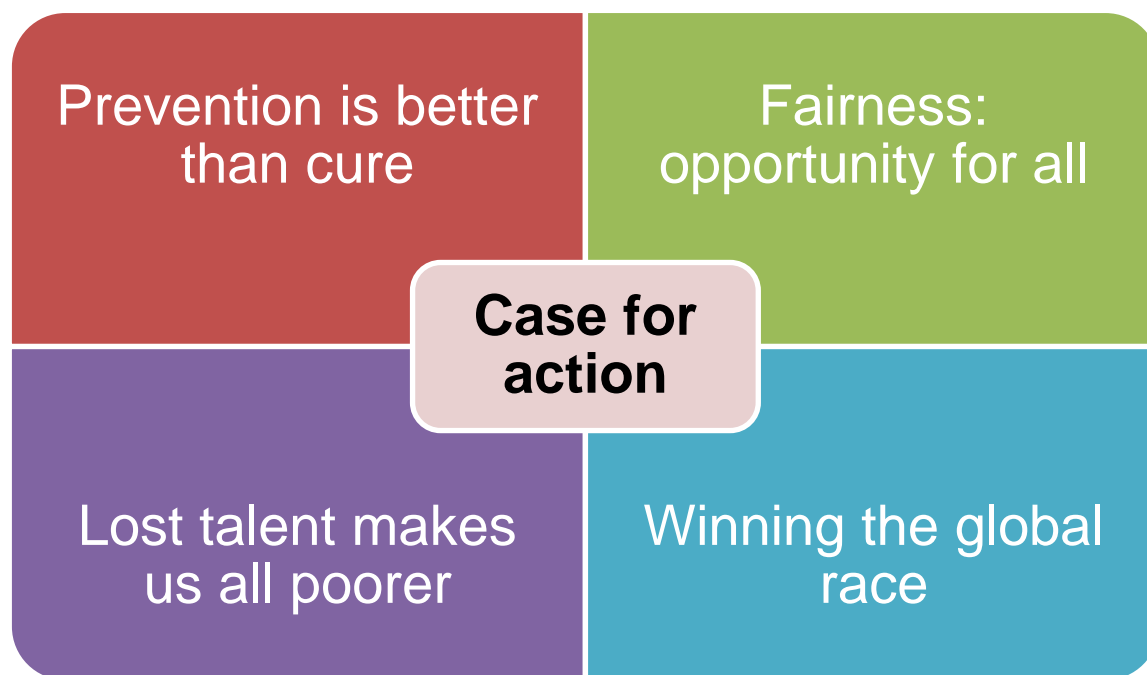 Prevention is better
than cure
Fairness:
opportunity for all
Case for
action
Lost talent makes
us all poorer
Winning the global
race